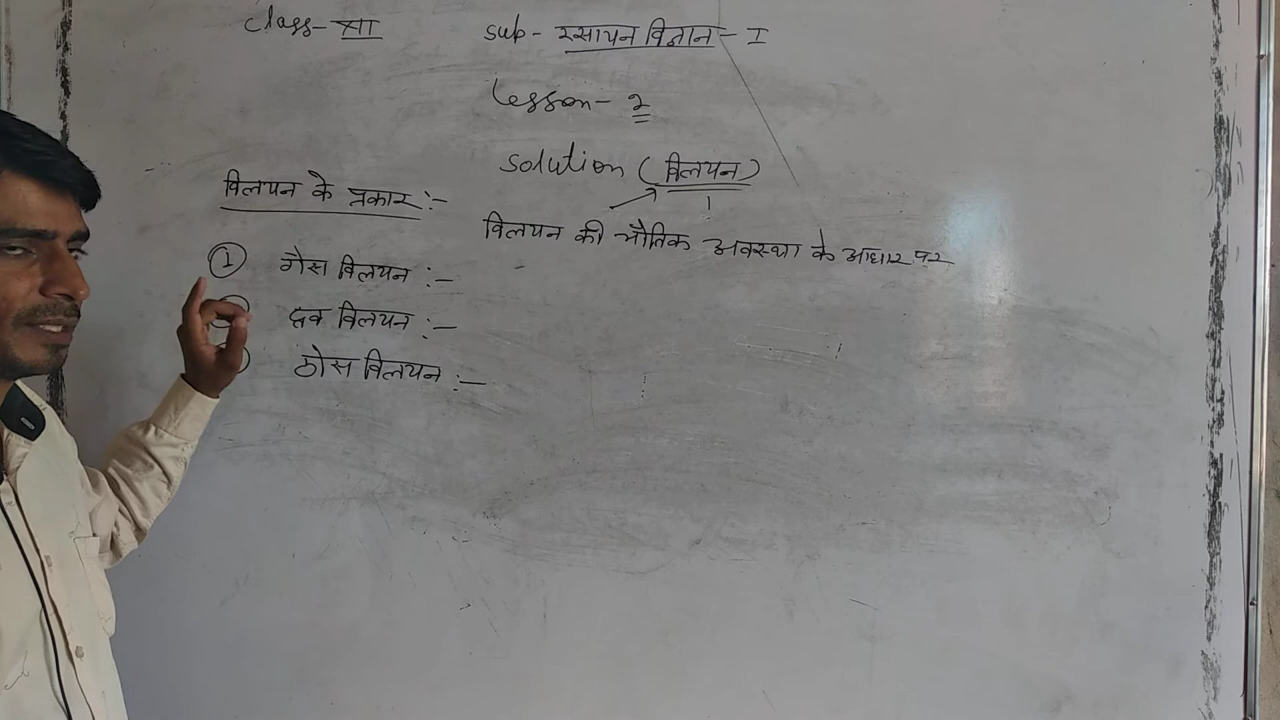 class- XII sub- रसायन विज्ञान - I
Lesson- 2
solution (विलयन)
विलयन के प्रकार :-
विलयन की भौतिक अवस्था के आधार पर
1 गैस विलयन :-
द्रव विलयन :-
ठोस विलयन :-